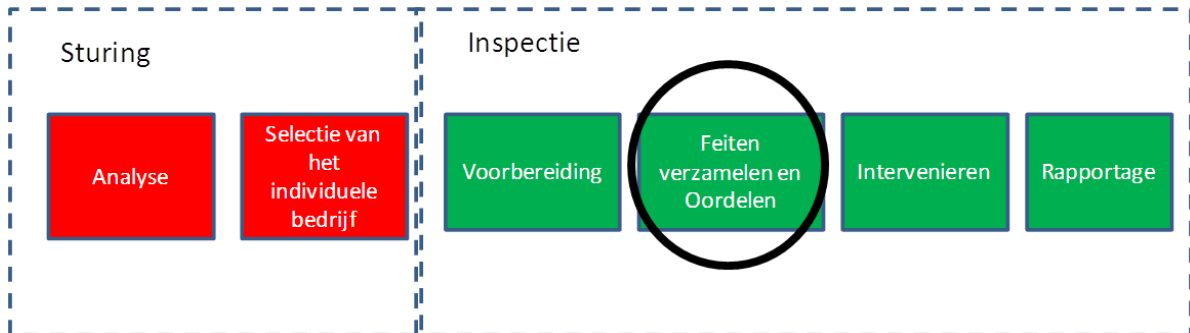 Sturing
Inspectie
Analyse
Selectie van
het
individuele
bedrijf
Voorbereiding
Feiten
verzamelen en
Oordelen
Intervenieren
Rapportage